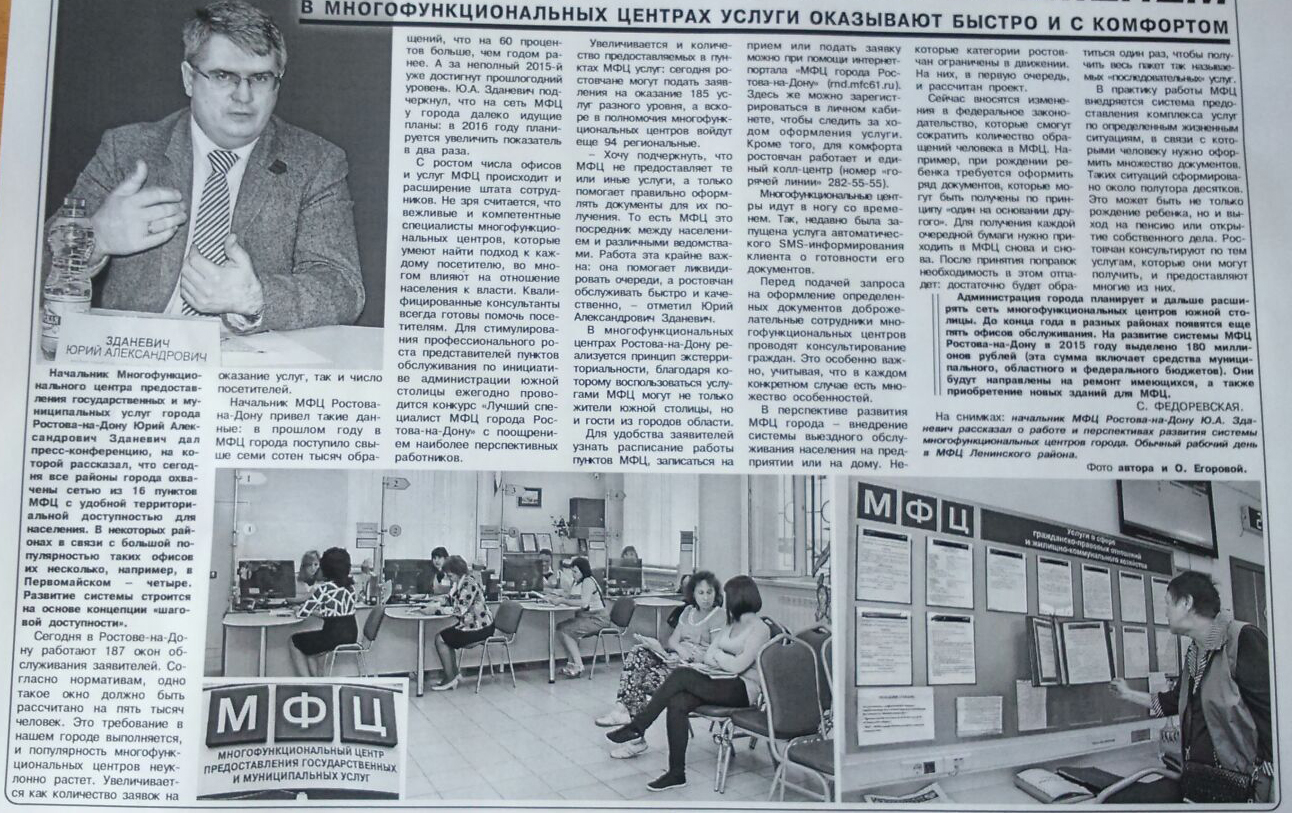 В МНОГОФУНКЦИОНАЛЬНЫХ ЦЕНТРАХ УСЛУГИ ОКАЗЫВАЮТ БЫСТРО И С КОМФОРТОМ
ЗДАНЕВИЧ
ЮРИЙ АЛЕКСАНДРОВИЧ
Начальник Многофункцио-
нального центра предостав-
ления государственных и му-
ниципальных услуг города
Ростова-на-Дону Юрий Алек-
сандрович Зданевич дал
пресс-конференцию, на ко-
торой рассказал, что сегод-
ня все районы города охва-
чены сетью из 16 пунктов
МФЦ с удобной территори-
альной доступностью для
населения. В некоторых рай-
онах в связи с большой по-
пулярностью таких офисов
их несколько, например, в
Первомайском – четыре.
Развитие системы строится
на основе концепции «шаго-
вой доступности».
Сегодня в Ростове-на-До-
ну работают 187 окон об-
служивания заявителей. Со-
гласно нормативам, одно
такое окно должно быть
рассчитано на пять тысяч
человек. Это требование в
нашем городе выполняется,
и популярность многофунк-
циональных центров неук-
лонно растет. Увеличивает-
ся как количество заявок на
оказание услуг, так и число
посетителей.
Начальник МФЦ Ростова-
на-Дону привел такие дан-
ные: в прошлом году в
МФЦ города поступило свы-
ше семи сотен тысяч обра-
щений, что на 60 процен-
тов больше, чем годом ра-
нее. А за неполный 2015-й
уже достигнут прошлогодний
уровень. Ю.А. Зданевич под-
черкнул, что на сеть МФЦ
у города далеко идущие
планы: в 2016 году плани-
руется увеличить показатель
в два раза.
С ростом числа офисов
и услуг МФЦ происходит и
расширение штата сотруд-
ников. Не зря считается, что
вежливые и компетентные
специалисты многофункцио-
нальных центров, которые
умеют найти подход к каж-
дому посетителю, во мно-
гом влияют на отношение
населения к власти. Квали-
фицированные консультанты
всегда готовы помочь посе-
тителям. Для стимулирова-
ния профессионального ро-
ста представителей пунктов
обслуживания по инициати-
ве администрации южной
столицы ежегодно прово-
дится конкурс «Лучший спе-
циалист МФЦ города Рос-
това-на-Дону» с поощрени-
ем наиболее перспективных
работников.
Увеличивается и количе-
ство предоставляемых в пун-
ктах МФЦ услуг: сегодня ро-
стовчане могут подать заяв-
ления на оказание 185 ус-
луг разного уровня, а вско-
ре в полномочия многофунк-
циональных центров войдут
еще 94 региональные.
– Хочу подчеркнуть, что
МФЦ не предоставляет те
или иные услуги, а только
помогает правильно оформ-
лять документы для их по-
лучения. То есть МФЦ это
посредник между населени-
ем и различными ведомства-
ми. Работа эта крайне важ-
на: она помогает ликвиди-
ровать очереди, а ростовчан
обслуживать быстро и каче-
ственно, – отметил Юрий
Александрович Зданевич.
В многофункциональных
центрах Ростова-на-Дону ре-
ализуется принцип экстерри-
ториальности, благодаря ко-
торому воспользоваться услу-
гами МФЦ могут не только
жители южной столицы, но
и гости из городов области.
Для удобства заявителей
узнать расписание работы
пунктов МФЦ, записаться на
прием или подать заявку
можно при помощи интернет-
портала «МФЦ города Рос-
това-на-Дону» (rnd.mfc61.ru).
Здесь же можно зарегист-
рироваться в личном каби-
нете, чтобы следить за хо-
дом оформления услуги.
Кроме того, для комфорта
ростовчан работает и еди-
ный колл-центр (номер «го-
рячей линии» 282-55-55).
Многофункциональные цент-
ры идут в ногу со време-
нем. Так, недавно была за-
пущена услуга автоматичес-
кого SMS-информирования
клиента о готовности его
документов.
Перед подачей запроса
на оформление определен-
ных документов доброже-
лательные сотрудники мно-
гофункциональных центров
проводят консультирование
граждан. Это особенно важ-
но, учитывая, что в каждом
конкретном случае есть мно-
жество особенностей.
В перспективе развития
МФЦ города – внедрение
системы выездного обслу-
живания населения на пред-
приятии или на дому. Не-
которые категории ростов-
чан ограничены в движении.
На них, в первую очередь,
и рассчитан проект.
Сейчас вносятся измене-
ния в федеральное законо-
дательство, которые смогут
сократить количество обра-
щений человека в МФЦ. На-
пример, при рождении ре-
бенка требуется оформить
ряд документов, которые мо-
гут быть получены по прин-
ципу «один на основании дру-
гого». Для получения каждой
очередной бумаги нужно при-
ходить в МФЦ снова и сно-
ва. После принятия поправок
необходимость в этом отпа-
дет: достаточно будет обра-
титься один раз, чтобы полу-
чить весь пакет так называе-
мых «последовательных» услуг.
В практику работы МФЦ
внедряется система предо-
ставления комплекса услуг
по определенным жизненным
ситуациям, в связи с кото-
рыми человеку нужно офор-
мить множество документов.
Таких ситуаций сформирова-
но около полутора десятков.
Это может быть не только
рождение ребенка, но и вы-
ход на пенсию или откры-
тие собственного дела. Рос-
товчан консультируют по тем
услугам, которые они могут
получить, и предоставляют
многие из них.
Администрация города планирует и дальше расши-
рять сеть многофункциональных центров южной сто-
лицы. До конца года в разных районах появятся еще
пять офисов обслуживания. На развитие системы МФЦ
Ростова-на-Дону в 2015 году выделено 180 милли-
онов рублей (эта сумма включает средства муници-
пального, областного и федерального бюджетов). Они
будут направлены на ремонт имеющихся, а также
приобретение новых зданий для МФЦ.
С. ФЕДОРЕВСКАЯ.
На снимках: начальник МФЦ Ростова-на-Дону Ю.А. Зда-
невич рассказал о работе и перспективах развития системы
многофункциональных центров города. Обычный рабочий день
в МФЦ Ленинского района.
Фото автора и О. Егоровой.
1
2
3
1
2
МФЦ
МНОГОФУНКЦИОНАЛЬНЫЙ ЦЕНТР
ПРЕДОСТАВЛЕНИЯ ГОСУДАРСТВЕННЫХ
И МУНИЦИПАЛЬНЫХ УСЛУГ
МФЦ
Услуги в сфере
гражданско-правовых отношений
и жилищно-коммунального хозяйства